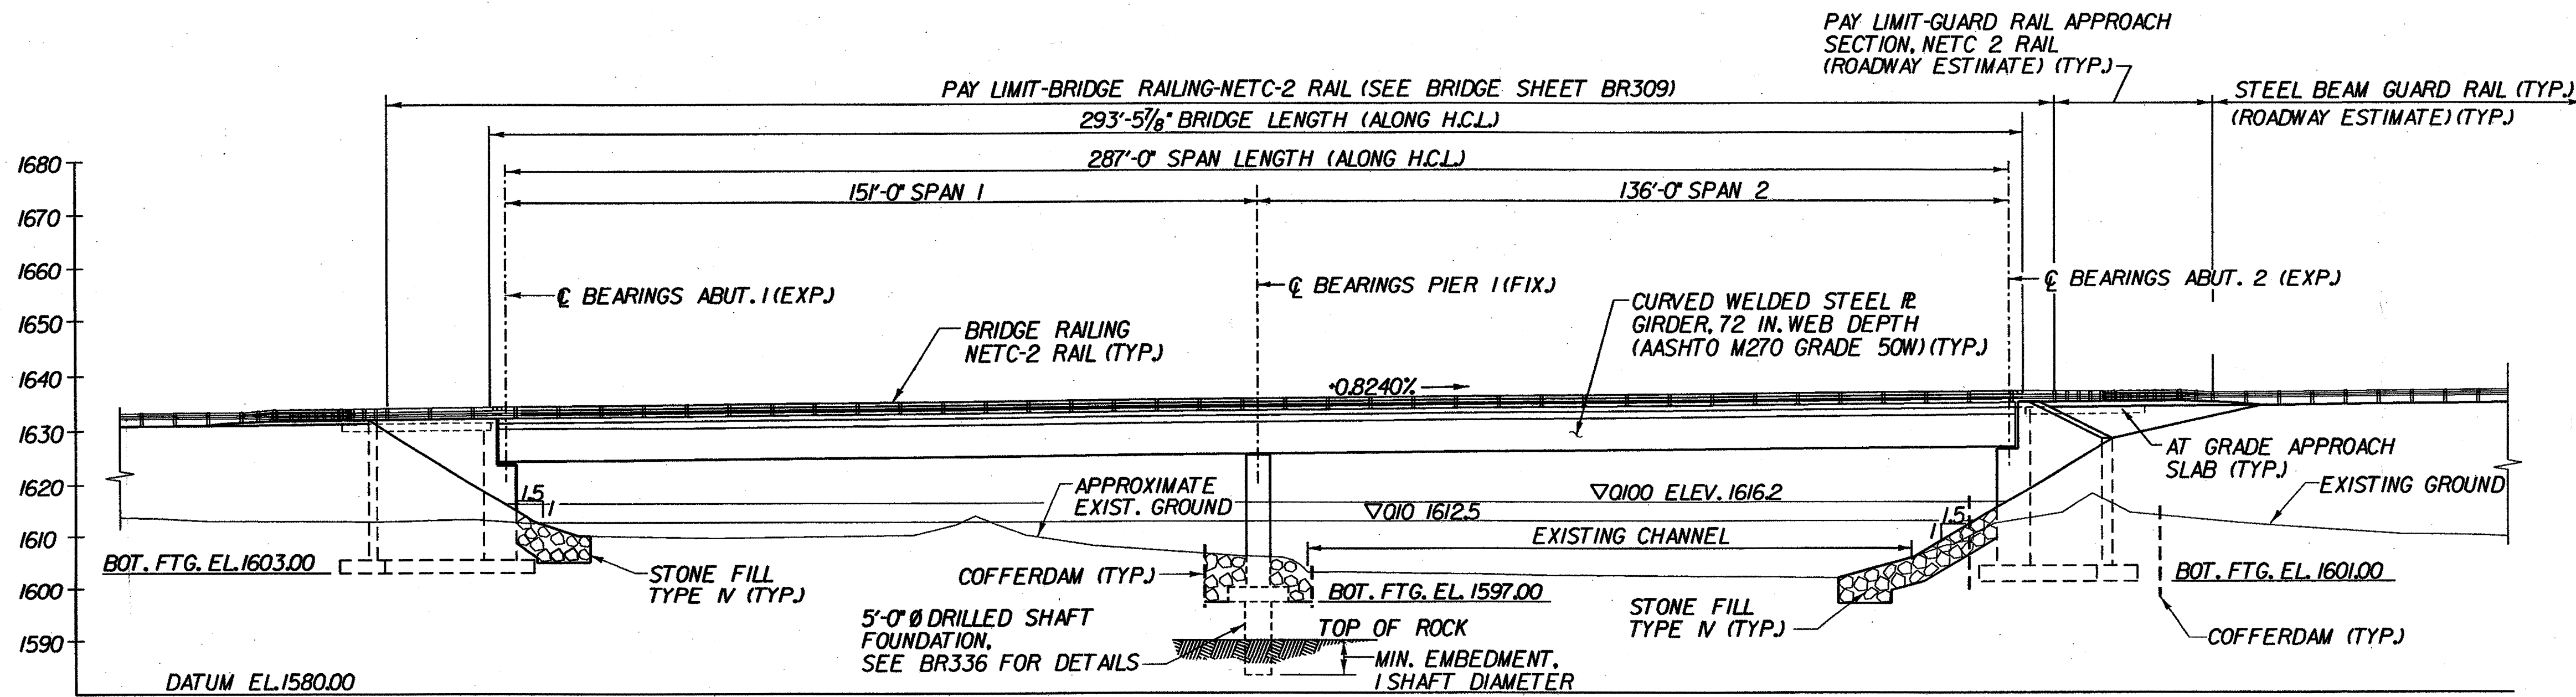 PAY LIMIT-GUARD RAIL APPROACH
SECTION, NETC 2 RAIL
(ROADWAY ESTIMATE) (TYP.)
PAY LIMIT-BRIDGE RAILING-NETC-2 RAIL (SEE BRIDGE SHEET BR309)
STEEL BEAM GUARD RAIL (TYP.)
(ROADWAY ESTIMATE) (TYP.)
293'-5⅞" BRIDGE LENGTH (ALONG H.C.L.)
287'-0" SPAN LENGTH (ALONG H.C.L.)
151'-0" SPAN 1
136'-0" SPAN 2
1680
1670
1660
1650
1640
1630
1620
1610
1600
1590
℄ BEARINGS ABUT. 1 (EXP.)
℄ BEARINGS PIER 1 (FIX.)
℄ BEARINGS ABUT. 2 (EXP.)
BRIDGE RAILING
NETC-2 RAIL (TYP.)
CURVED WELDED STEEL ⅊
GIRDER, 72 IN. WEB DEPTH
(AASHTO M270 GRADE 50W) (TYP.)
+0.8240%
AT GRADE APPROACH
SLAB (TYP.)
1.5
1
APPROXIMATE
EXIST. GROUND
▽Q100 ELEV. 1616.2
▽Q10 1612.5
1.5
1
EXISTING GROUND
EXISTING CHANNEL
BOT. FTG. EL. 1603.00
STONE FILL
TYPE IV (TYP.)
COFFERDAM (TYP.)
BOT. FTG. EL. 1597.00
BOT. FTG. EL. 1601.00
STONE FILL
TYPE IV (TYP.)
5'-0" Ø DRILLED SHAFT
FOUNDATION,
SEE BR336 FOR DETAILS
TOP OF ROCK
MIN. EMBEDMENT,
1 SHAFT DIAMETER
COFFERDAM (TYP.)
DATUM EL. 1580.00